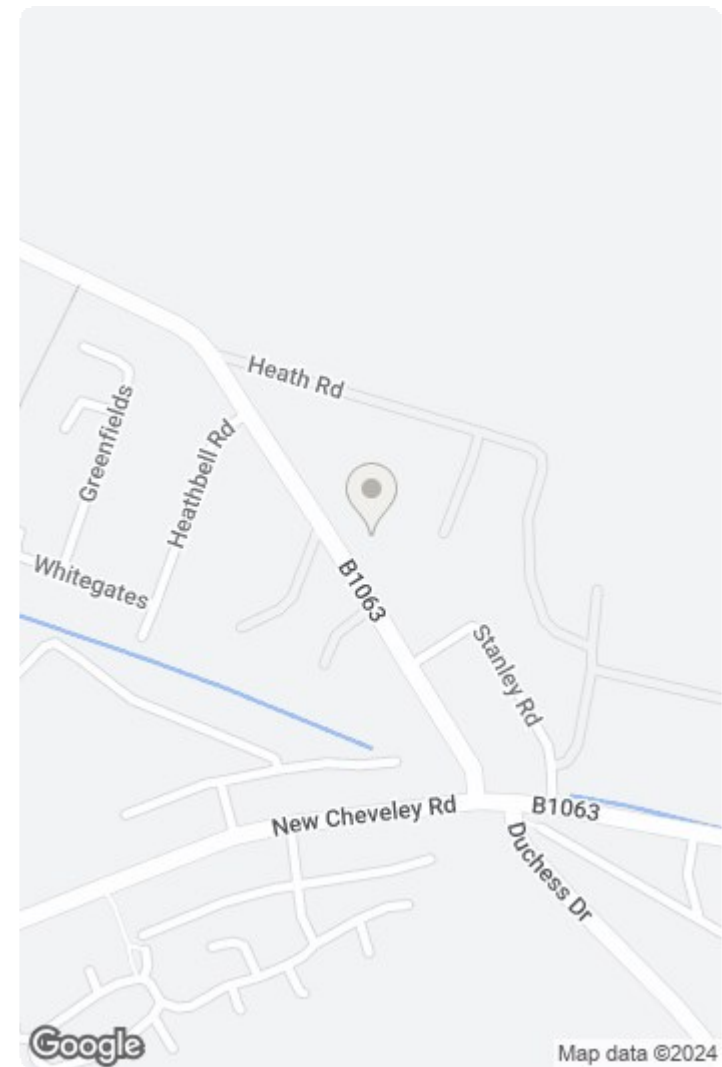 Heath Rd
Greenfields
Heathbell Rd
Whitegates
B1063
Stanley Rd
New Cheveley Rd
B1063
Duchess Dr
Google
Map data ©2024